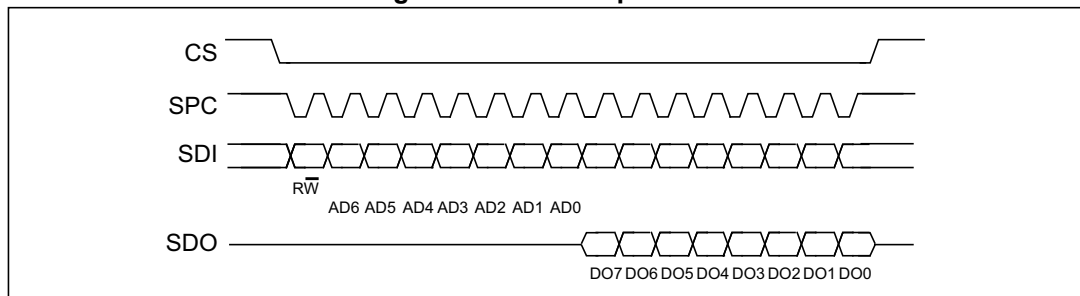 CS
SPC
SDI
RW̅
AD6 AD5 AD4 AD3 AD2 AD1 AD0
SDO
DO7 DO6 DO5 DO4 DO3 DO2 DO1 DO0